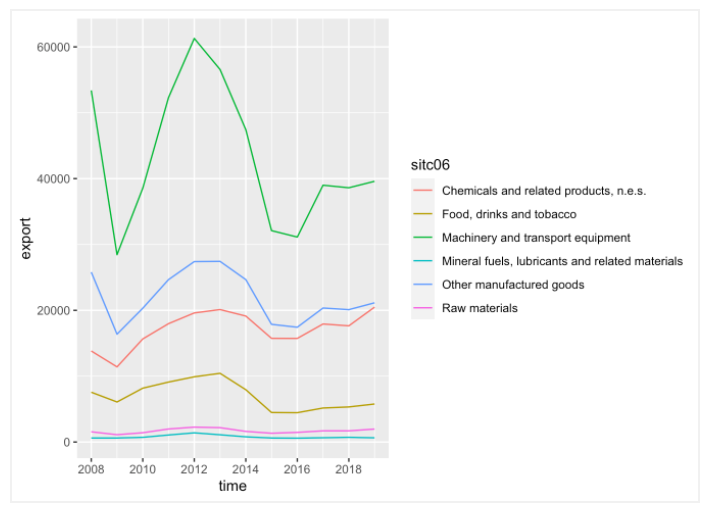 60000
40000
20000
0
export
2008
2010
2012
2014
2016
2018
time
sitc06
Chemicals and related products, n.e.s.
Food, drinks and tobacco
Machinery and transport equipment
Mineral fuels, lubricants and related materials
Other manufactured goods
Raw materials